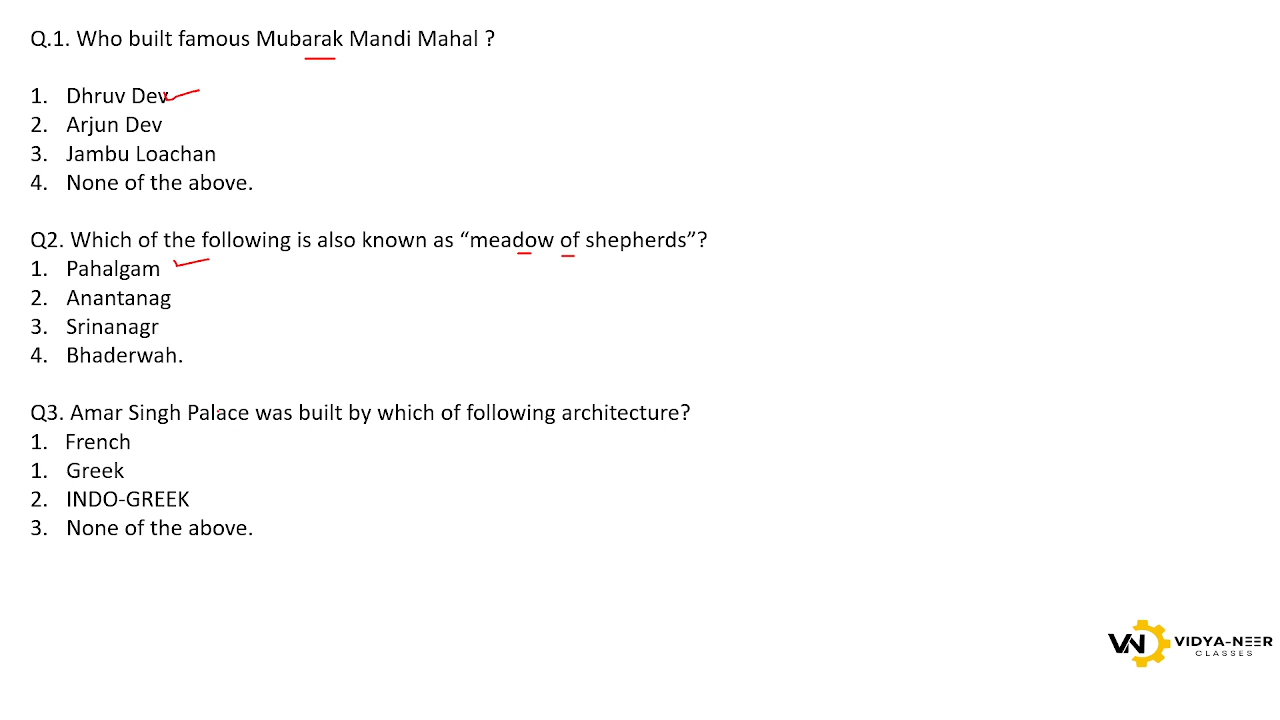 Q.1. Who built famous Mubarak Mandi Mahal ?
1. Dhruv Dev
2. Arjun Dev
3. Jambu Loachan
4. None of the above.
Q2. Which of the following is also known as “meadow of shepherds”?
1. Pahalgam
2. Anantanag
3. Srinanagr
4. Bhaderwah.
Q3. Amar Singh Palace was built by which of following architecture?
1. French
1. Greek
2. INDO-GREEK
3. None of the above.
VN VIDYA-NEER
CLASSES